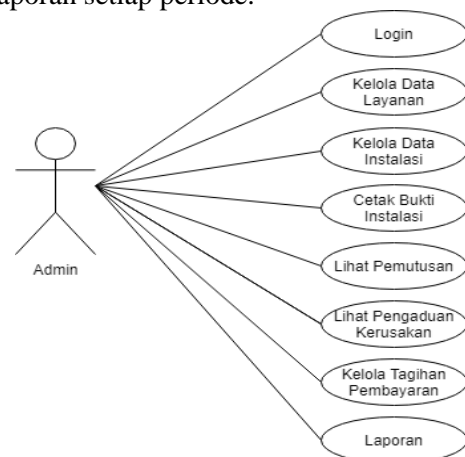 aporan setiap periode.
Login
Kelola Data
Layanan
Kelola Data
Instalasi
Cetak Bukti
Instalasi
Lihat Pemutusan
Lihat Pengaduan
Kerusakan
Kelola Tagihan
Pembayaran
Laporan
Admin